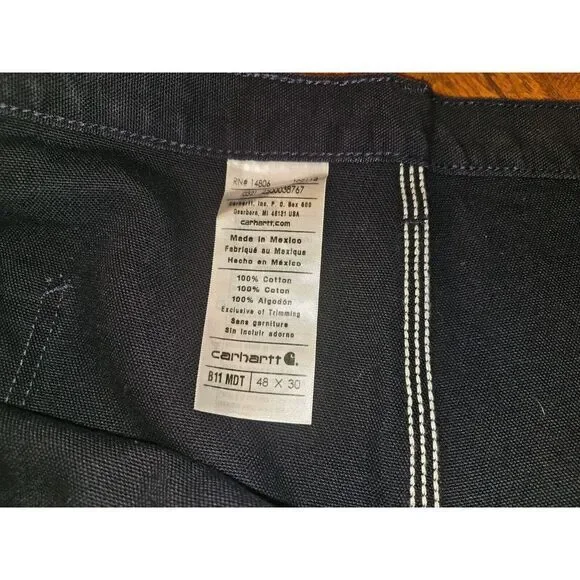 RN# 14806
2300038767
Carhartt, Inc, P. O. Box 600
Dearborn, MI 48121 USA
carhartt.com
Made in Mexico
Fabriqué au Mexique
Hecho en México
100% Cotton
100% Coton
100% Algodón
Exclusive of Trimming
Sans garniture
Sin incluir adorno
carhartt
B11 MDT 48 X 30